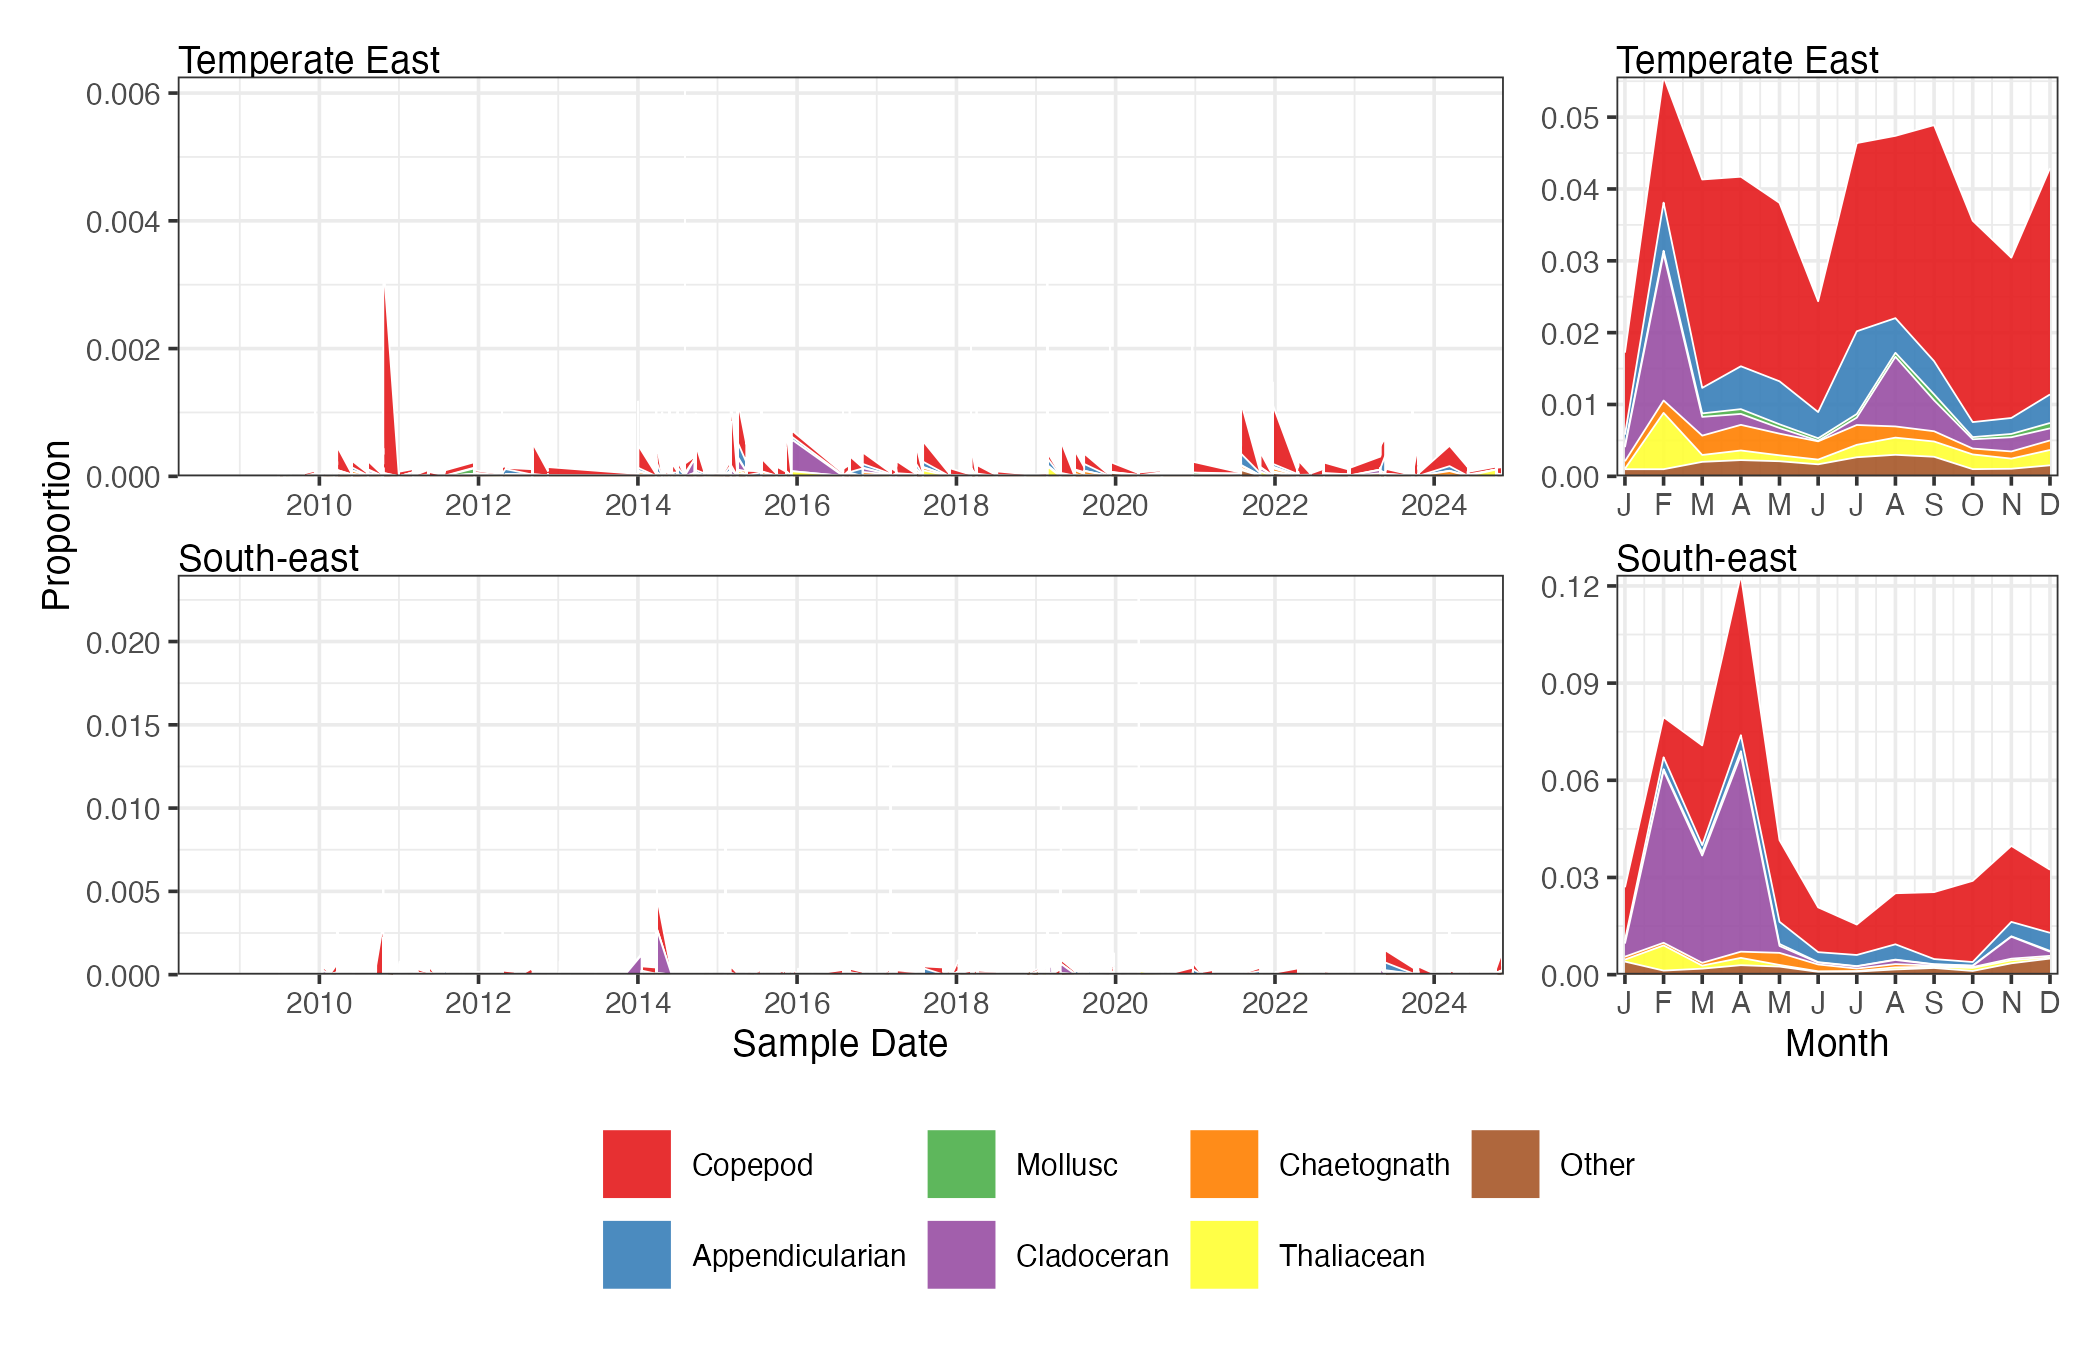 Temperate East
Temperate East
0.006
0.004
0.002
0.000
2010 2012 2014 2016 2018 2020 2022 2024
0.05
0.04
0.03
0.02
0.01
0.00
J F M A M J J A S O N D
Proportion
South-east
South-east
0.020
0.015
0.010
0.005
0.000
2010 2012 2014 2016 2018 2020 2022 2024
Sample Date
0.12
0.09
0.06
0.03
0.00
J F M A M J J A S O N D
Month
Copepod Mollusc Chaetognath Other
Appendicularian Cladoceran Thaliacean